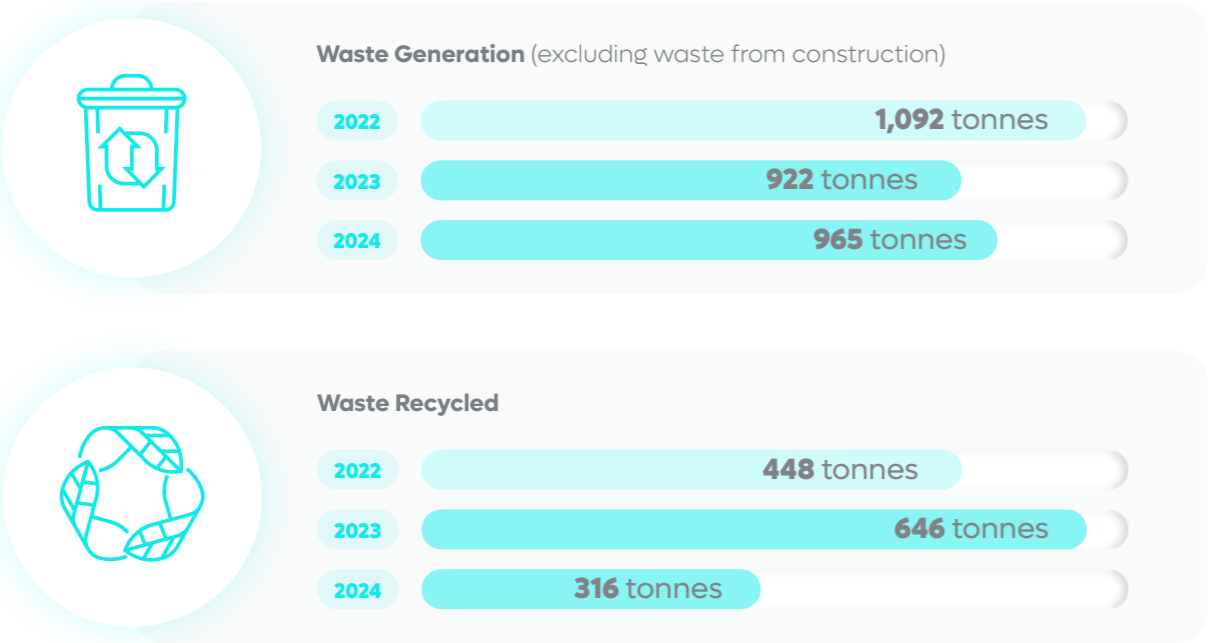 Waste Generation (excluding waste from construction)
2022 1,092 tonnes
2023 922 tonnes
2024 965 tonnes
Waste Recycled
2022 448 tonnes
2023 646 tonnes
2024 316 tonnes